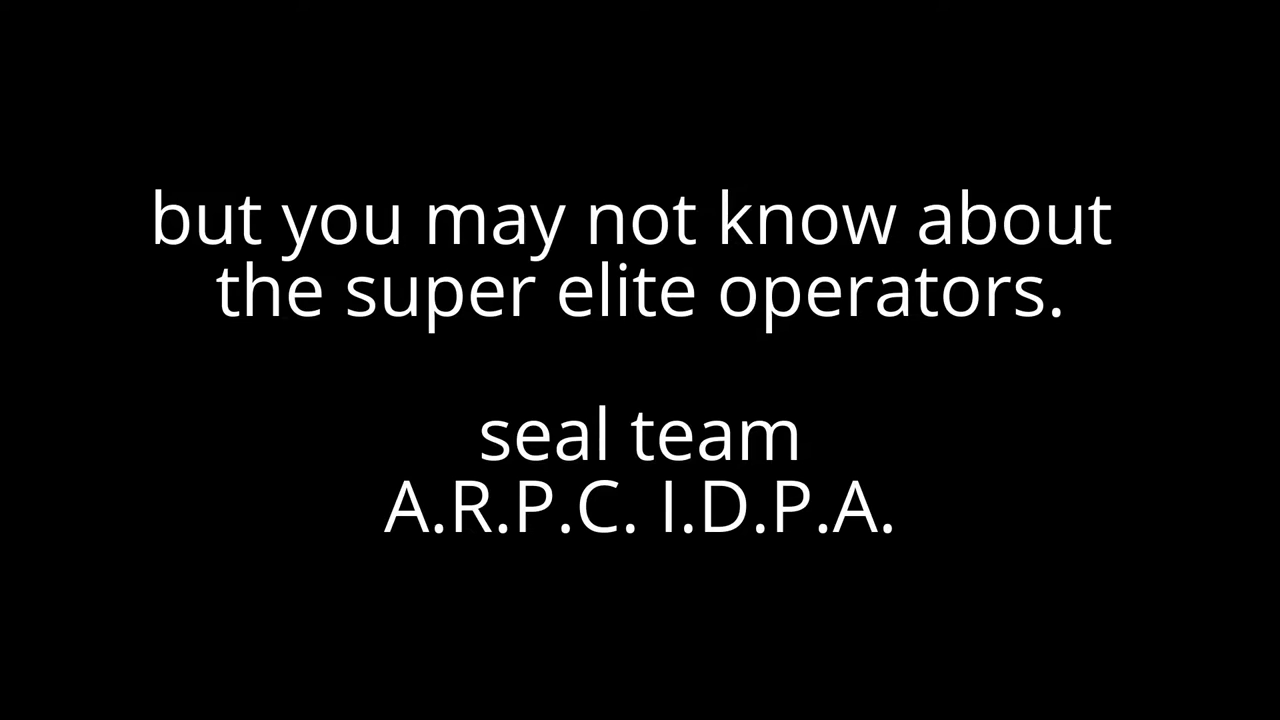 but you may not know about
the super elite operators.
seal team
A.R.P.C. I.D.P.A.